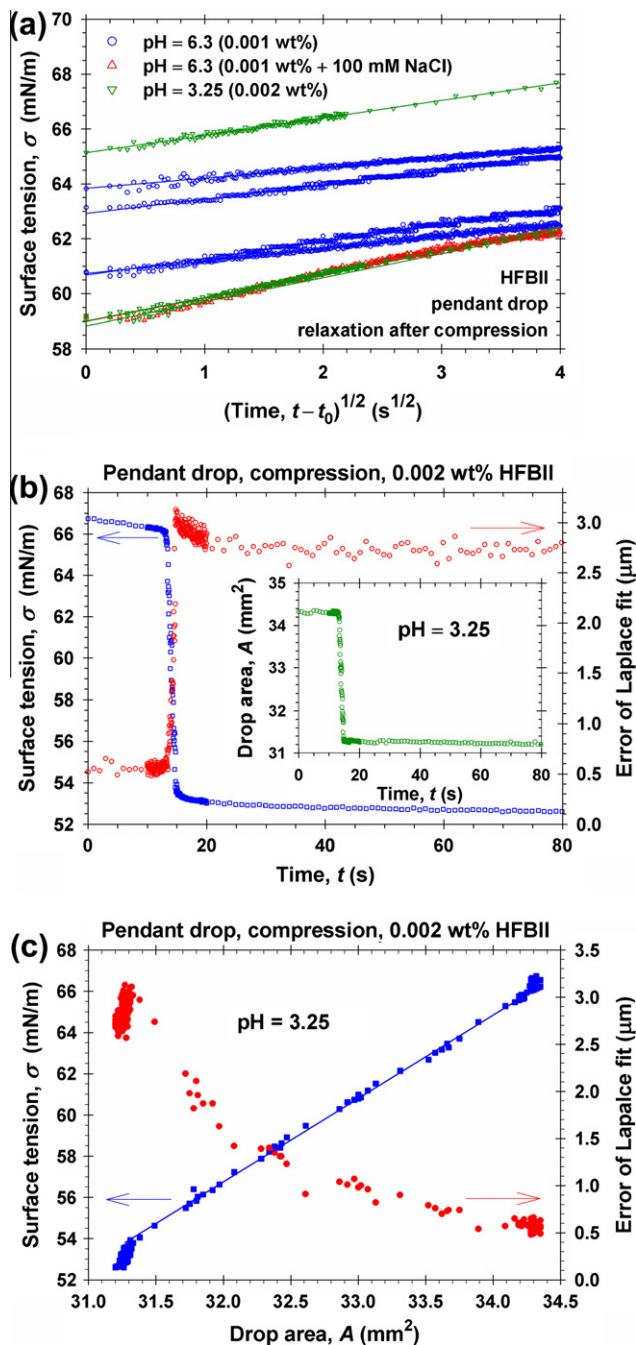 (a)
70
68
66
64
62
60
58
Surface tension, σ (mN/m)
pH = 6.3 (0.001 wt%)
pH = 6.3 (0.001 wt% + 100 mM NaCl)
pH = 3.25 (0.002 wt%)
HFBII
pendant drop
relaxation after compression
0 1 2 3 4
(Time, t – t0)1/2 (s1/2)
(b)
Pendant drop, compression, 0.002 wt% HFBII
68
66
64
62
60
58
56
54
52
Surface tension, σ (mN/m)
35
34
33
32
31
Drop area, A (mm2)
pH = 3.25
0 20 40 60 80
Time, t (s)
3.0
2.5
2.0
1.5
1.0
0.5
0.0
Error of Laplace fit (μm)
0 20 40 60 80
Time, t (s)
(c)
Pendant drop, compression, 0.002 wt% HFBII
68
66
64
62
60
58
56
54
52
Surface tension, σ (mN/m)
pH = 3.25
3.5
3.0
2.5
2.0
1.5
1.0
0.5
0.0
Error of Lapalce fit (μm)
31.0 31.5 32.0 32.5 33.0 33.5 34.0 34.5
Drop area, A (mm2)